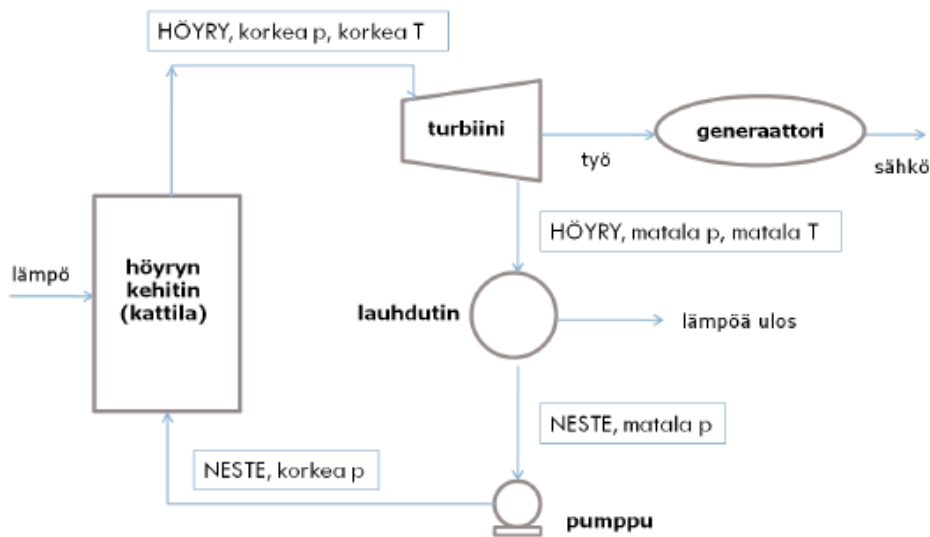 HÖYRY, korkea p, korkea T
turbiini
generaattori
työ
sähkö
HÖYRY, matala p, matala T
lämpö
höyryn
kehitin
(kattila)
lauhdutin
lämpöä ulos
NESTE, matala p
NESTE, korkea p
pumppu